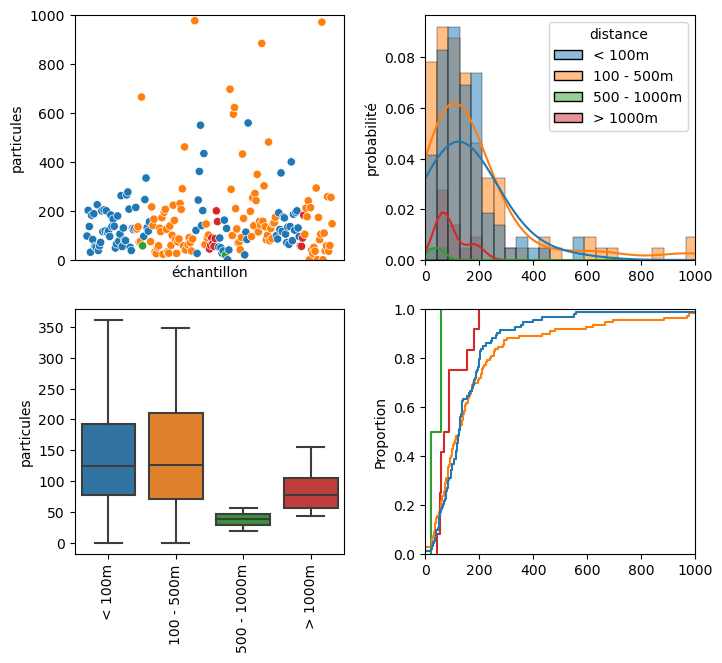 1000
800
600
400
200
0
particules
échantillon
0.08
0.06
0.04
0.02
0.00
probabilité
distance
< 100m
100 - 500m
500 - 1000m
> 1000m
0 200 400 600 800 1000
350
300
250
200
150
100
50
0
particules
< 100m
100 - 500m
500 - 1000m
> 1000m
1.0
0.8
0.6
0.4
0.2
0.0
Proportion
0 200 400 600 800 1000